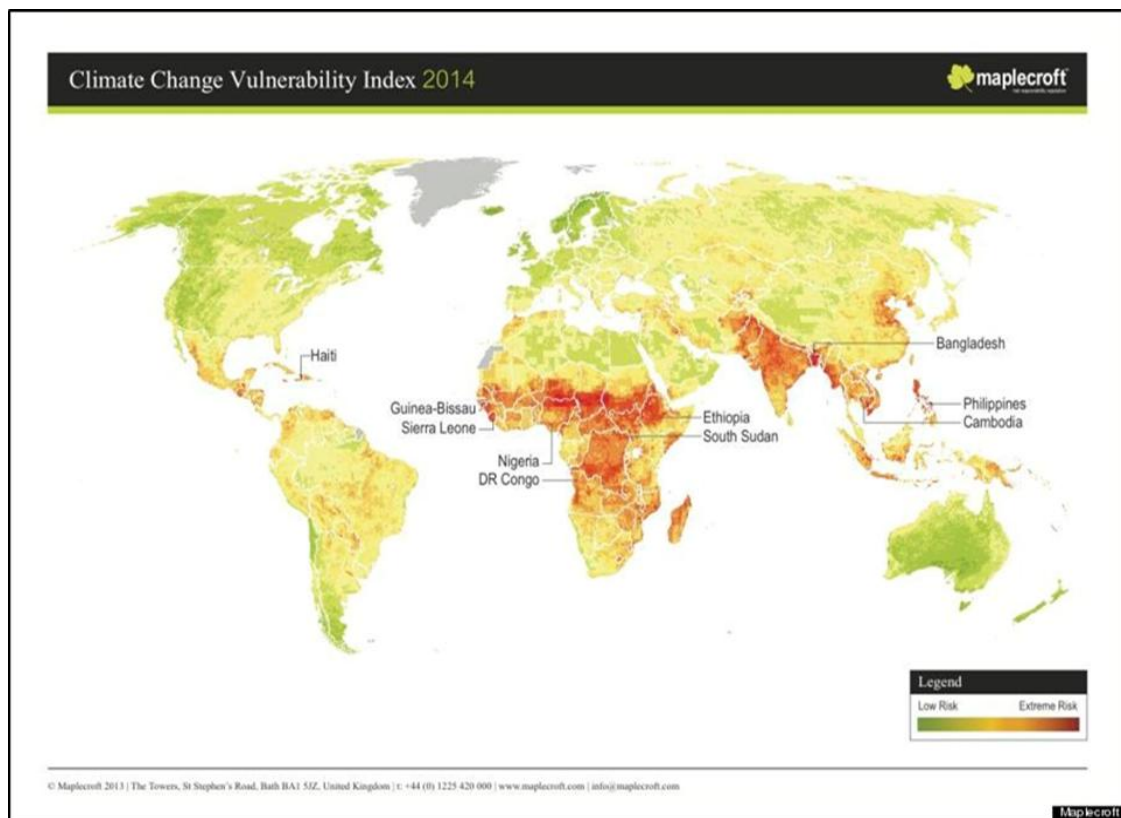 Climate Change Vulnerability Index 2014
maplecroft
Haiti
Bangladesh
Guinea-Bissau
Sierra Leone
Ethiopia
South Sudan
Philippines
Cambodia
Nigeria
DR Congo
Legend
Low Risk Extreme Risk
© Maplecroft 2013 | The Towers, St Stephen's Road, Bath BA1 5JZ, United Kingdom | t: +44 (0) 1225 420 000 | www.maplecroft.com | info@maplecroft.com
Maplecroft